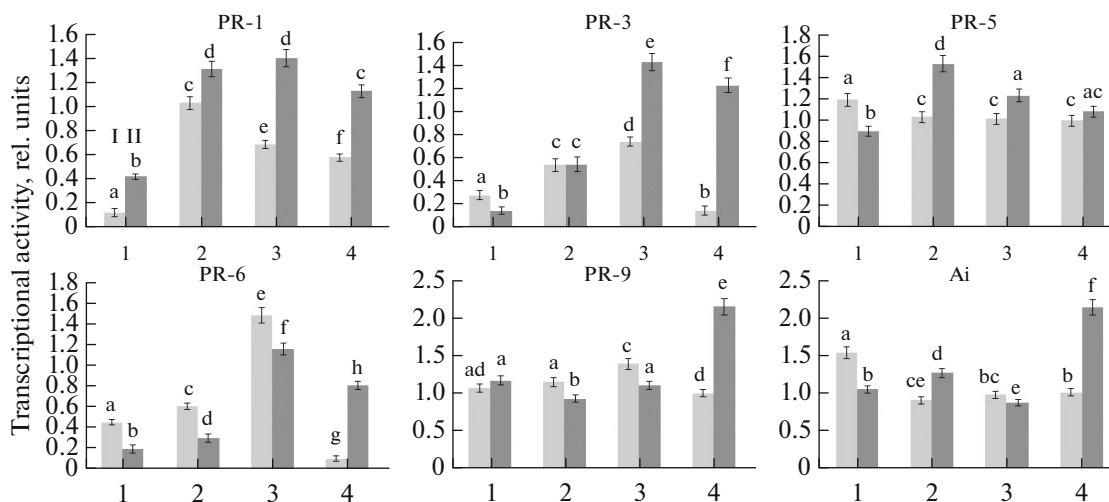 Transcriptional activity, rel. units
PR-1
1.6
1.4
1.2
1.0
0.8
0.6
0.4
0.2
0
I II
a
b
c
d
e
d
f
c
1 2 3 4
PR-3
1.6
1.4
1.2
1.0
0.8
0.6
0.4
0.2
0
a
b
c
c
d
e
b
f
1 2 3 4
PR-5
1.8
1.6
1.4
1.2
1.0
0.8
0.6
0.4
0.2
0
a
b
c
d
c
a
c
ac
1 2 3 4
PR-6
1.8
1.6
1.4
1.2
1.0
0.8
0.6
0.4
0.2
0
a
b
c
d
e
f
g
h
1 2 3 4
PR-9
2.5
2.0
1.5
1.0
0.5
0
ad
a
a
b
c
a
d
e
1 2 3 4
Ai
2.5
2.0
1.5
1.0
0.5
0
a
b
ce
d
bc
e
b
f
1 2 3 4